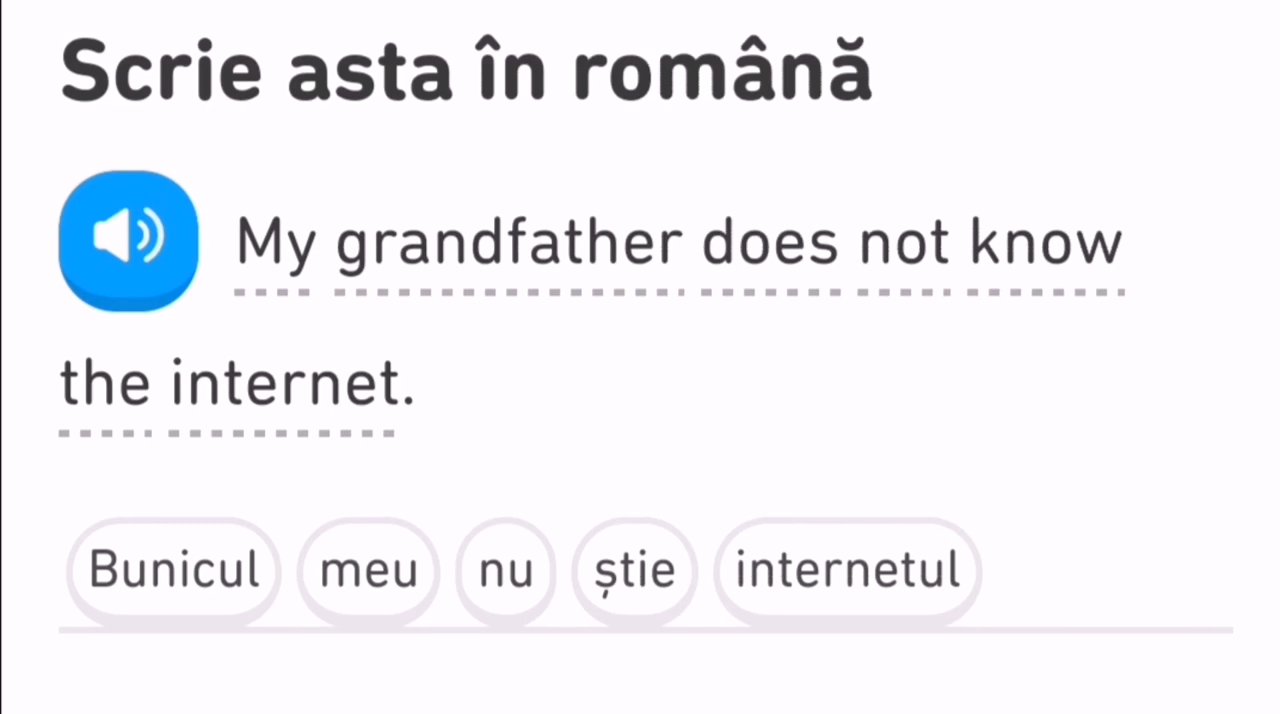 Scrie asta în română
My grandfather does not know
the internet.
Bunicul meu nu știe internetul